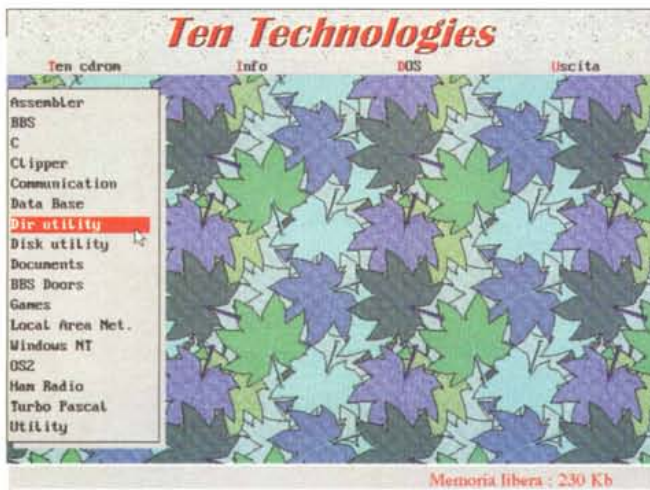 Ten Technologies
Ten cdrom Info DOS Uscita
Assembler
BBS
C
Clipper
Communication
Data Base
Dir utility
Disk utility
Documents
BBS Doors
Games
Local Area Net.
Windows NT
OS2
Ham Radio
Turbo Pascal
Utility
Memoria libera : 230 Kb